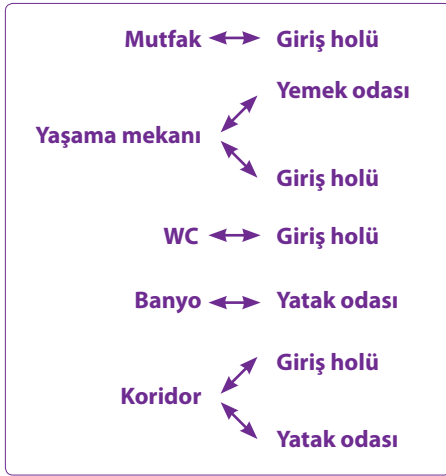 Mutfak Giriş holü
Yemek odası
Yaşama mekanı
Giriş holü
WC Giriş holü
Banyo Yatak odası
Giriş holü
Koridor
Yatak odası